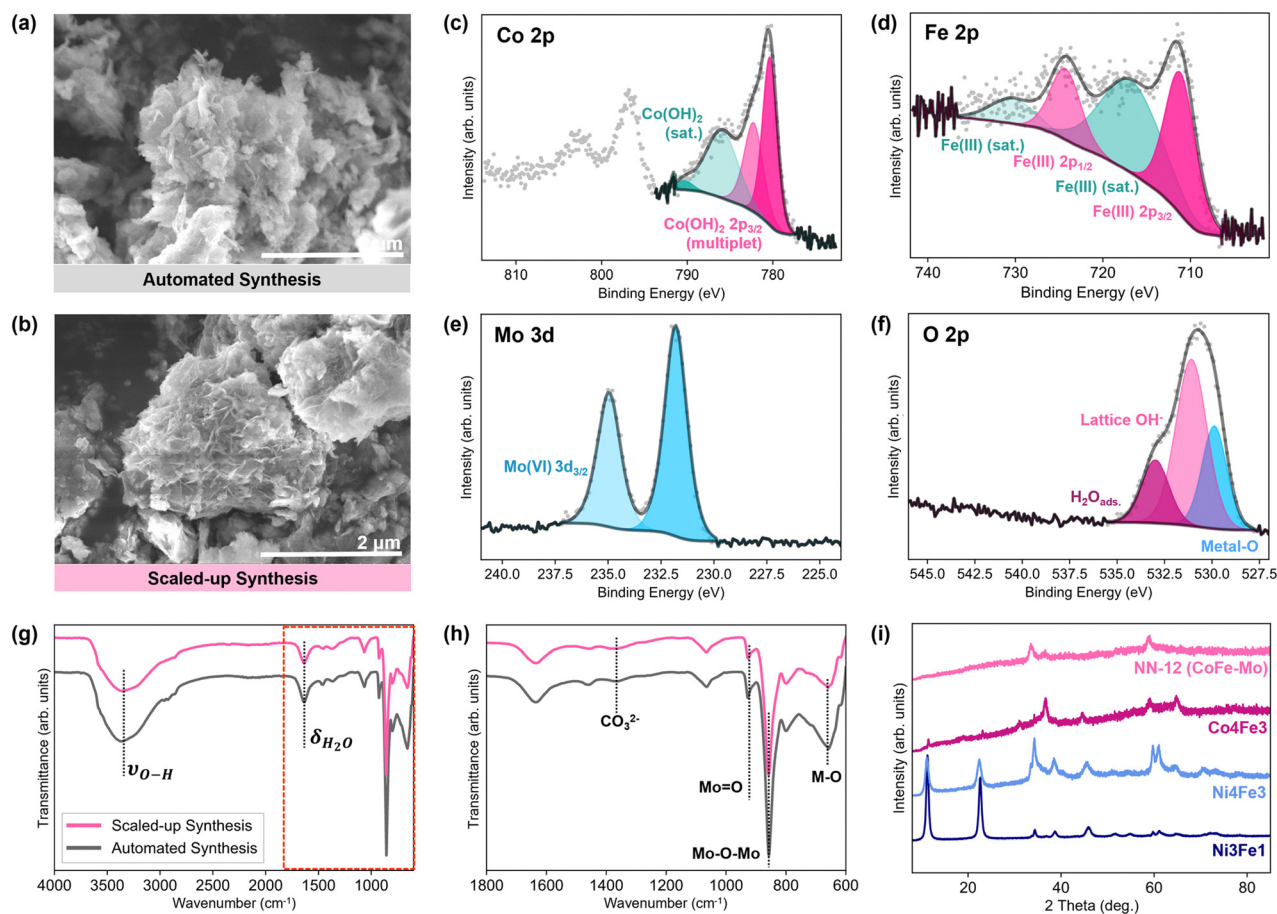 (a)
Automated Synthesis
(b)
2 µm
Scaled-up Synthesis
(c)
Co 2p
Intensity (arb. units)
Co(OH)₂
(sat.)
Co(OH)₂ 2p₃/₂
(multiplet)
810 800 790 780
Binding Energy (eV)
(d)
Fe 2p
Intensity (arb. units)
Fe(III) (sat.)
Fe(III) 2p₁/₂
Fe(III) (sat.)
Fe(III) 2p₃/₂
740 730 720 710
Binding Energy (eV)
(e)
Mo 3d
Intensity (arb. units)
Mo(VI) 3d₃/₂
240.0 237.5 235.0 232.5 230.0 227.5 225.0
Binding Energy (eV)
(f)
O 2p
Intensity (arb. units)
Lattice OH⁻
H₂Oads.
Metal-O
545.0 542.5 540.0 537.5 535.0 532.5 530.0 527.5
Binding Energy (eV)
(g)
Transmittance (arb. units)
υO−H
δH₂O
Scaled-up Synthesis
Automated Synthesis
4000 3500 3000 2500 2000 1500 1000
Wavenumber (cm⁻¹)
(h)
Transmittance (arb. units)
CO₃²⁻
Mo=O
M-O
Mo-O-Mo
1800 1600 1400 1200 1000 800 600
Wavenumber (cm⁻¹)
(i)
Intensity (arb. units)
NN-12 (CoFe-Mo)
Co4Fe3
Ni4Fe3
Ni3Fe1
20 40 60 80
2 Theta (deg.)